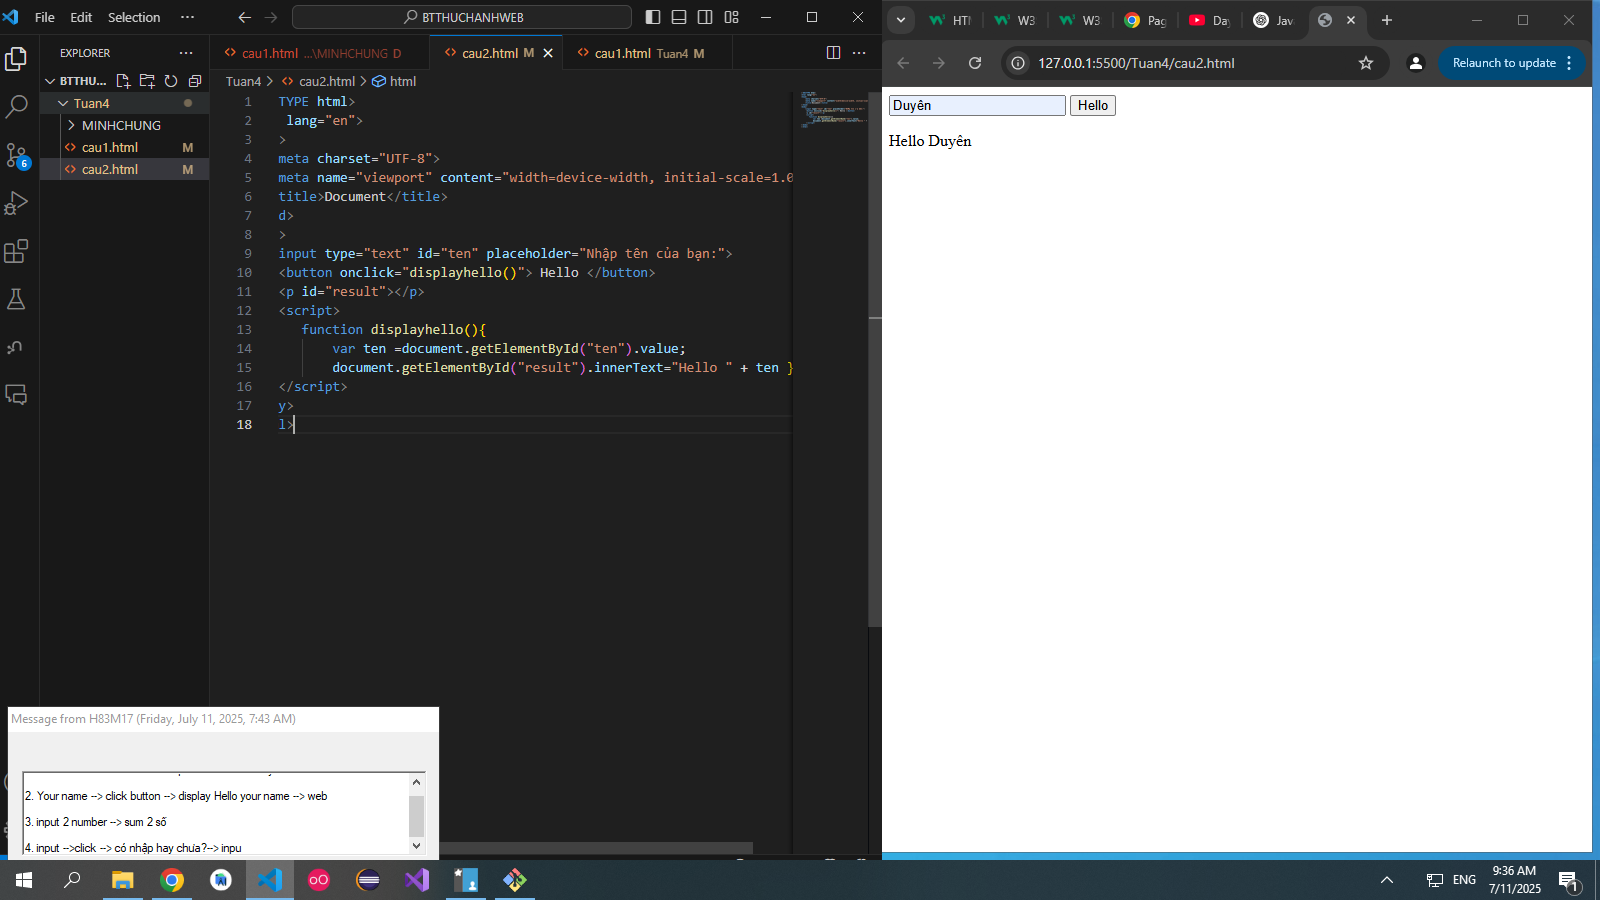 File Edit Selection ··· BTTHUCHANHWEB
EXPLORER ···
BTTHU...
Tuan4
MINHCHUNG
cau1.html M
cau2.html M
6
cau1.html ...\MINHCHUNG D
cau2.html M
cau1.html Tuan4 M
Tuan4 > cau2.html > html
1 TYPE html>
2 lang="en">
3 >
4 meta charset="UTF-8">
5 meta name="viewport" content="width=device-width, initial-scale=1.0
6 title>Document</title>
7 d>
8 >
9 input type="text" id="ten" placeholder="Nhập tên của bạn:">
10 <button onclick="displayhello()"> Hello </button>
11 <p id="result"></p>
12 <script>
13 function displayhello(){
14 var ten =document.getElementById("ten").value;
15 document.getElementById("result").innerText="Hello " + ten }
16 </script>
17 y>
18 l>
Message from H83M17 (Friday, July 11, 2025, 7:43 AM)
2. Your name --> click button --> display Hello your name --> web
3. input 2 number --> sum 2 số
4. input -->click --> có nhập hay chưa?--> inpu
HTM W3 W3 Pag Day Java
127.0.0.1:5500/Tuan4/cau2.html
Relaunch to update
Duyên Hello
Hello Duyên
ENG
9:36 AM
7/11/2025
1